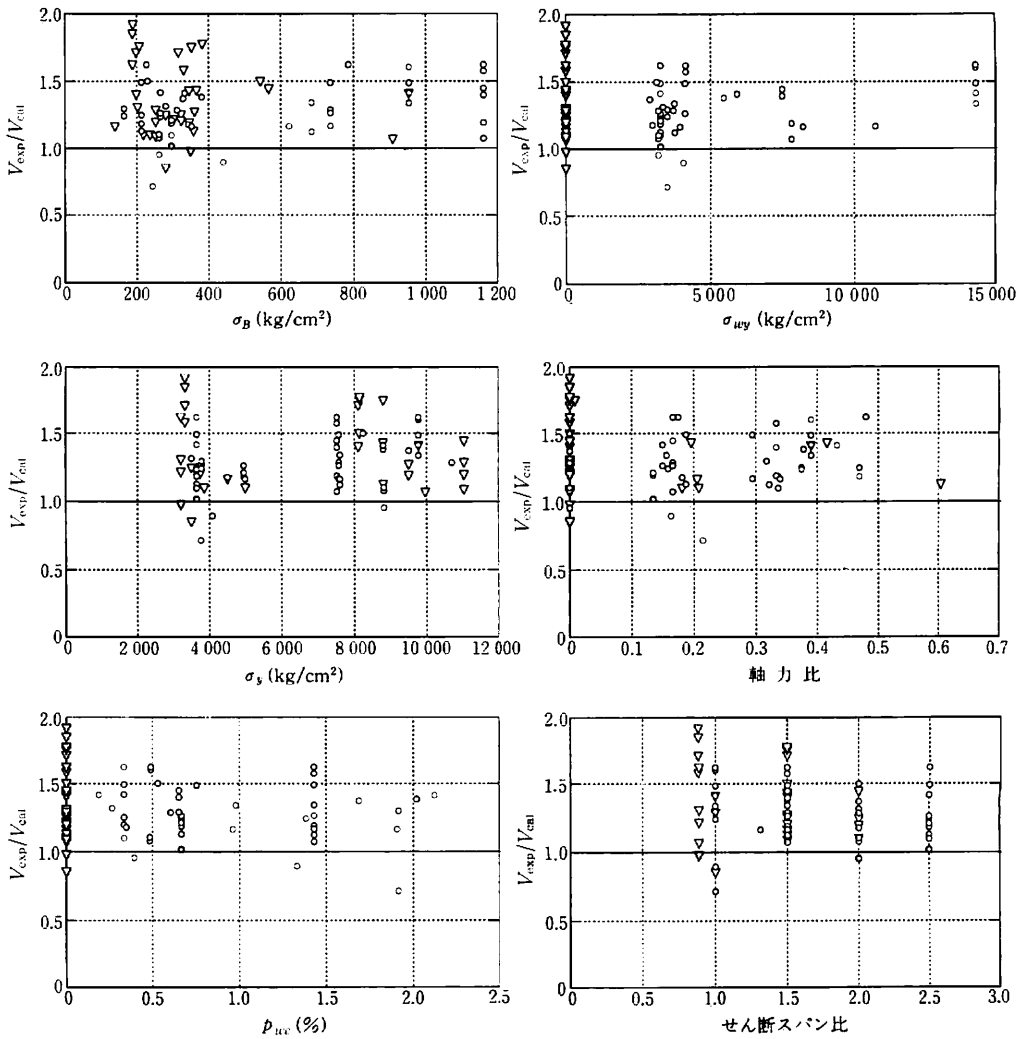 2.0
1.5
1.0
0.5
0
V_exp/V_cal
0 200 400 600 800 1 000 1 200
σ_B (kg/cm²)
2.0
1.5
1.0
0.5
0
V_exp/V_cal
0 5 000 10 000 15 000
σ_wy (kg/cm²)
2.0
1.5
1.0
0.5
0
V_exp/V_cal
0 2 000 4 000 6 000 8 000 10 000 12 000
σ_y (kg/cm²)
2.0
1.5
1.0
0.5
0
V_exp/V_cal
0 0.1 0.2 0.3 0.4 0.5 0.6 0.7
軸 力 比
2.0
1.5
1.0
0.5
0
V_exp/V_cal
0 0.5 1.0 1.5 2.0 2.5
p_we (%)
2.0
1.5
1.0
0.5
0
V_exp/V_cal
0 0.5 1.0 1.5 2.0 2.5 3.0
せん断スパン比